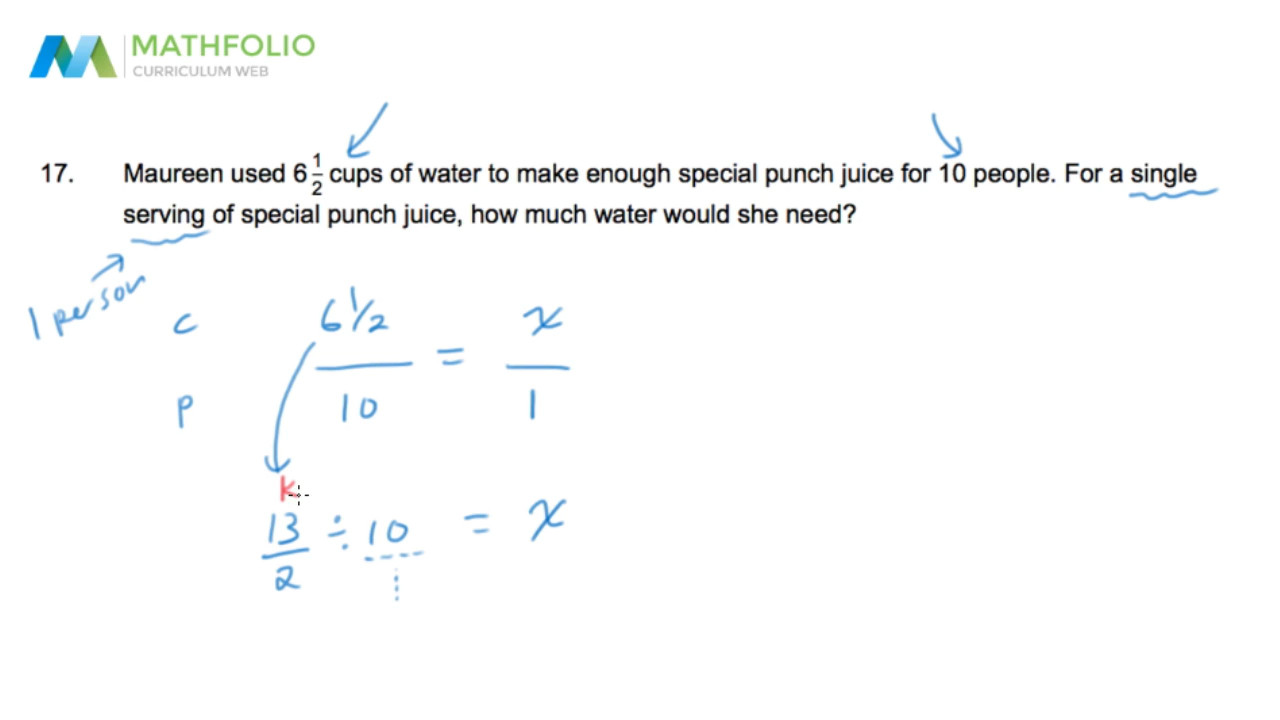 MATHFOLIO
CURRICULUM WEB
17. Maureen used 6 1/2 cups of water to make enough special punch juice for 10 people. For a single
serving of special punch juice, how much water would she need?
1 person
C 6 1/2 = x
P 10 1
K
13/2 ÷ 10/1 = x